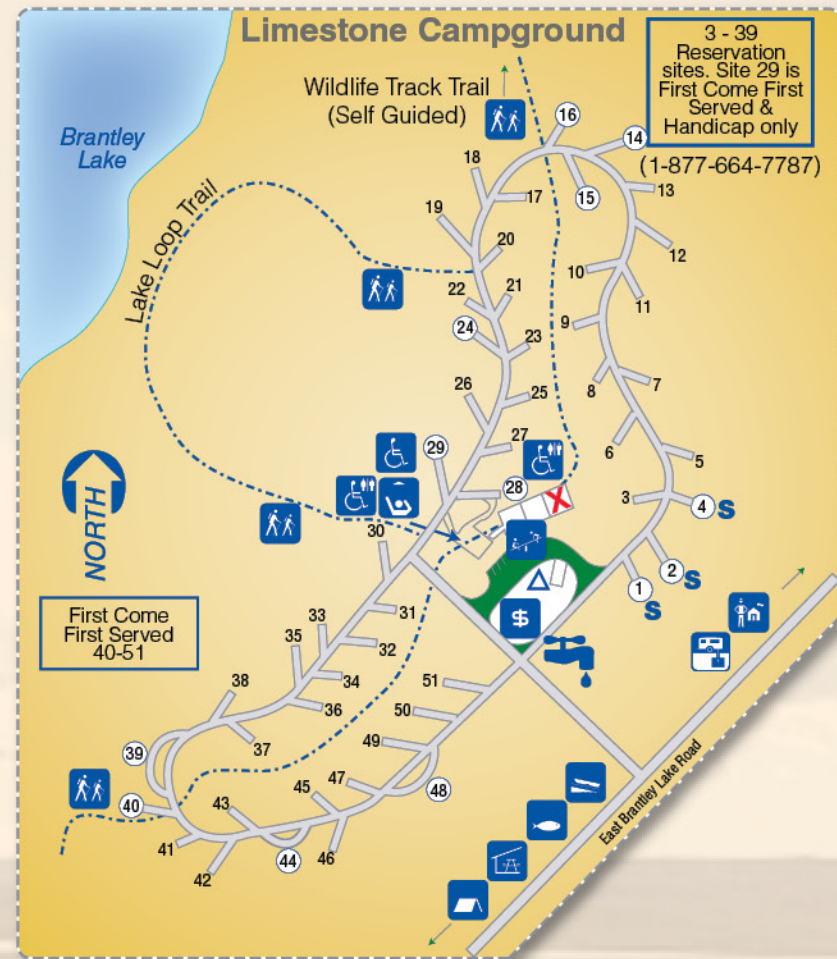 Limestone Campground
3 - 39
Reservation
sites. Site 29 is
First Come First
Served &
Handicap only
(1-877-664-7787)
Wildlife Track Trail
(Self Guided)
Brantley
Lake
Lake Loop Trail
16
14
15
18
17
13
19
20
12
10
11
22
21
9
24
23
8
7
26
25
6
27
5
29
28
3
4
S
X
2
S
1
S
30
NORTH
$
First Come
First Served
40-51
31
33
32
35
34
51
38
36
50
37
49
39
48
47
45
40
43
46
44
41
42
East Brantley Lake Road